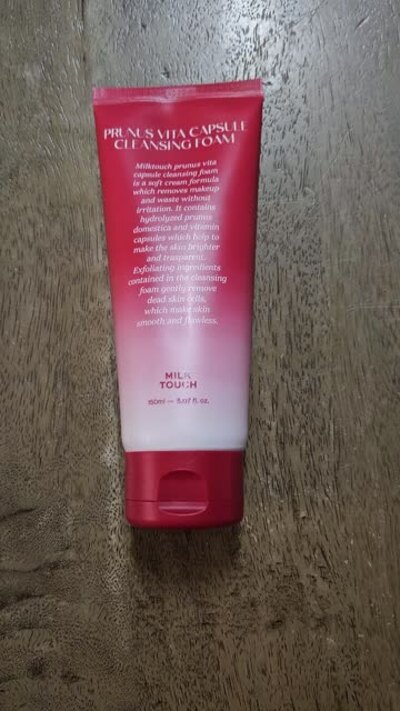 PRUNUS VITA CAPSULE
CLEANSING FOAM
Milktouch prunus vita
capsule cleansing foam
is a soft cream formula
which removes makeup
and waste without
irritation. It contains
hydrolyzed prunus
domestica and vitamin
capsules which help to
make the skin brighter
and trasparent.
Exfoliating ingredients
contained in the cleansing
foam gently remove
dead skin cells,
which make skin
smooth and flawless.
MILK
TOUCH
150ml ℮ 5.07 fl. oz.